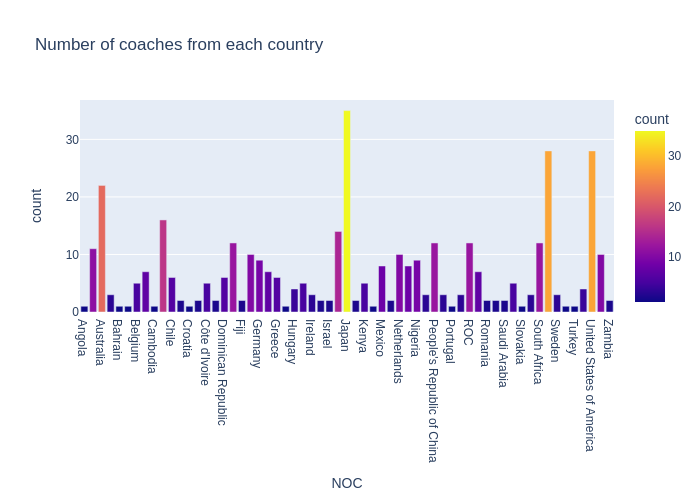 Number of coaches from each country
count
30
20
10
0
Angola
Australia
Bahrain
Belgium
Cambodia
Chile
Croatia
Côte d'Ivoire
Dominican Republic
Fiji
Germany
Greece
Hungary
Ireland
Israel
Japan
Kenya
Mexico
Netherlands
Nigeria
People's Republic of China
Portugal
ROC
Romania
Saudi Arabia
Slovakia
South Africa
Sweden
Turkey
United States of America
Zambia
NOC
count
30
20
10